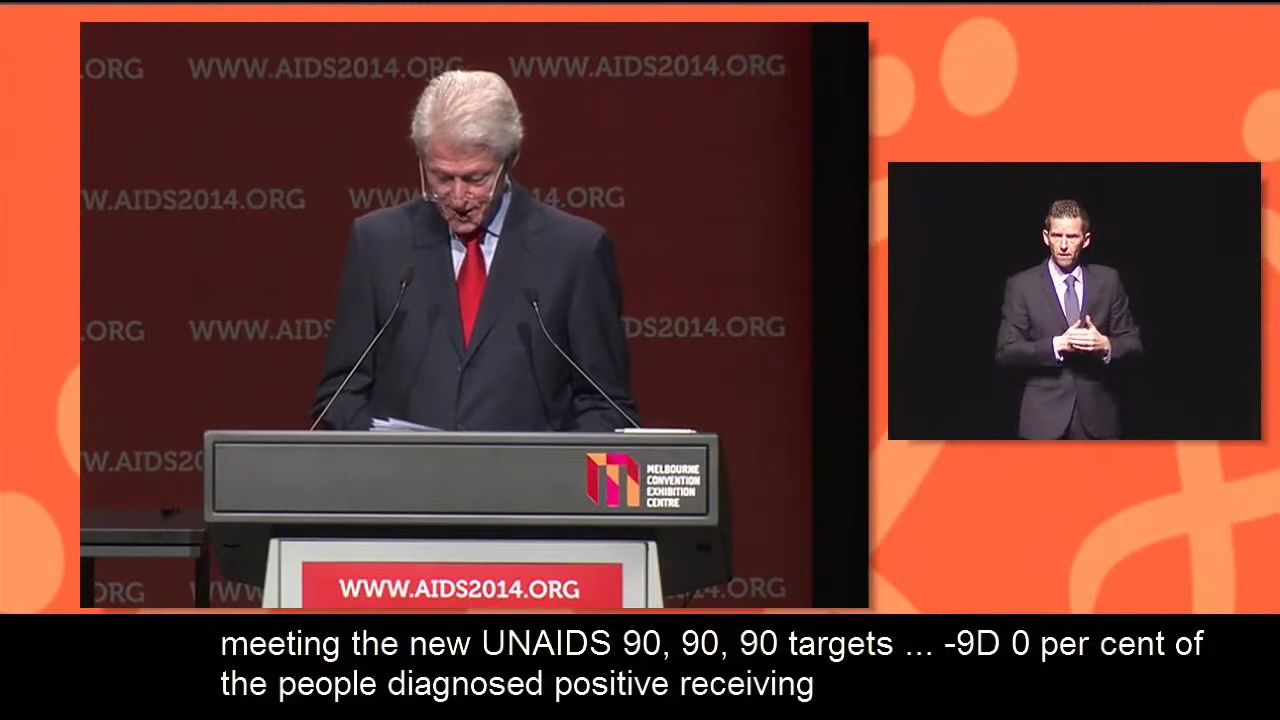 .ORG WWW.AIDS2014.ORG WWW.AIDS2014.ORG
W.AIDS2014.ORG WWW.AIDS2014.ORG
.ORG WWW.AIDS DS2014.ORG
W.AIDS20
MELBOURNE
CONVENTION
EXHIBITION
CENTRE
ORG 4.ORG
WWW.AIDS2014.ORG
meeting the new UNAIDS 90, 90, 90 targets ... -9D 0 per cent of
the people diagnosed positive receiving